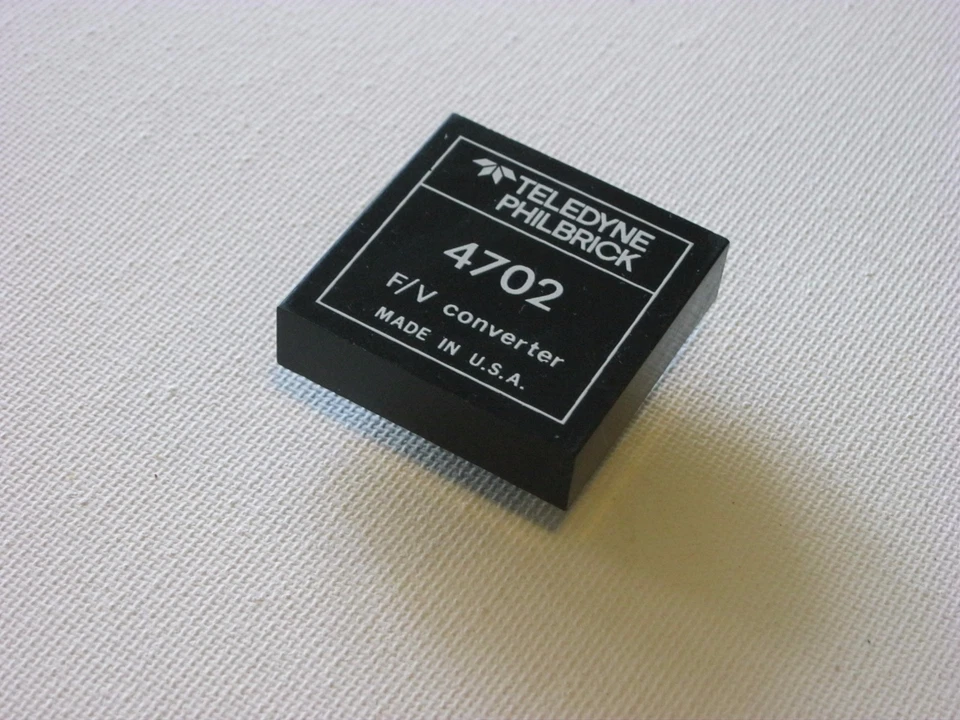 TELEDYNE
PHILBRICK
4702
F/V converter
MADE IN U.S.A.